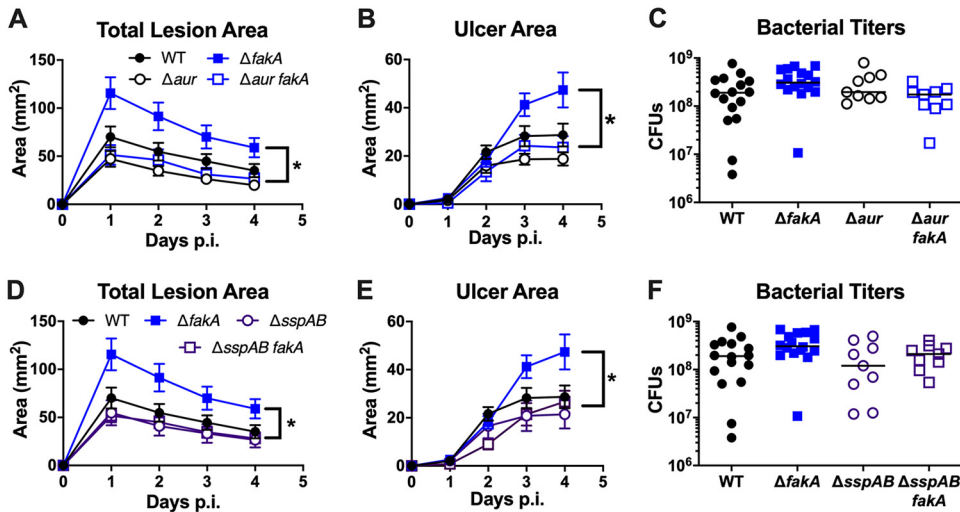 A
Total Lesion Area
WT
ΔfakA
Δaur
Δaur fakA
Area (mm²)
150
100
50
0
0 1 2 3 4 5
Days p.i.
*
B
Ulcer Area
Area (mm²)
60
40
20
0
0 1 2 3 4 5
Days p.i.
*
C
Bacterial Titers
CFUs
10⁹
10⁸
10⁷
10⁶
WT ΔfakA Δaur Δaur
fakA
D
Total Lesion Area
WT ΔfakA ΔsspAB
ΔsspAB fakA
Area (mm²)
150
100
50
0
0 1 2 3 4 5
Days p.i.
*
E
Ulcer Area
Area (mm²)
60
40
20
0
0 1 2 3 4 5
Days p.i.
*
F
Bacterial Titers
CFUs
10⁹
10⁸
10⁷
10⁶
WT ΔfakA ΔsspAB ΔsspAB
fakA